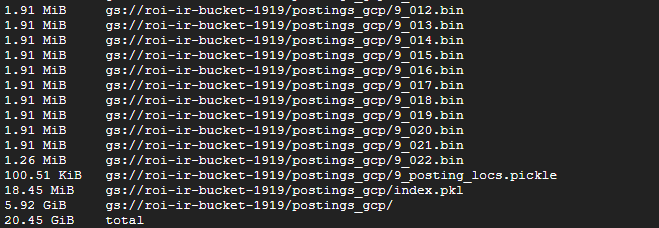 1.91 MiB gs://roi-ir-bucket-1919/postings_gcp/9_012.bin
1.91 MiB gs://roi-ir-bucket-1919/postings_gcp/9_013.bin
1.91 MiB gs://roi-ir-bucket-1919/postings_gcp/9_014.bin
1.91 MiB gs://roi-ir-bucket-1919/postings_gcp/9_015.bin
1.91 MiB gs://roi-ir-bucket-1919/postings_gcp/9_016.bin
1.91 MiB gs://roi-ir-bucket-1919/postings_gcp/9_017.bin
1.91 MiB gs://roi-ir-bucket-1919/postings_gcp/9_018.bin
1.91 MiB gs://roi-ir-bucket-1919/postings_gcp/9_019.bin
1.91 MiB gs://roi-ir-bucket-1919/postings_gcp/9_020.bin
1.91 MiB gs://roi-ir-bucket-1919/postings_gcp/9_021.bin
1.26 MiB gs://roi-ir-bucket-1919/postings_gcp/9_022.bin
100.51 KiB gs://roi-ir-bucket-1919/postings_gcp/9_posting_locs.pickle
18.45 MiB gs://roi-ir-bucket-1919/postings_gcp/index.pkl
5.92 GiB gs://roi-ir-bucket-1919/postings_gcp/
20.45 GiB total